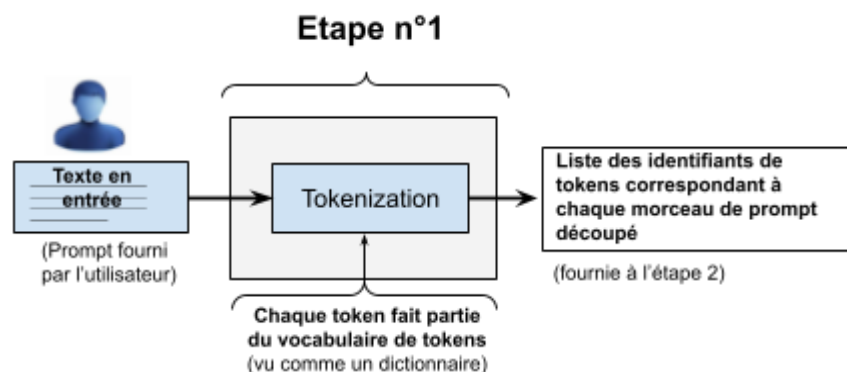 Etape n°1
Texte en
entrée
(Prompt fourni
par l'utilisateur)
Tokenization
Liste des identifiants de
tokens correspondant à
chaque morceau de prompt
découpé
(fournie à l'étape 2)
Chaque token fait partie
du vocabulaire de tokens
(vu comme un dictionnaire)